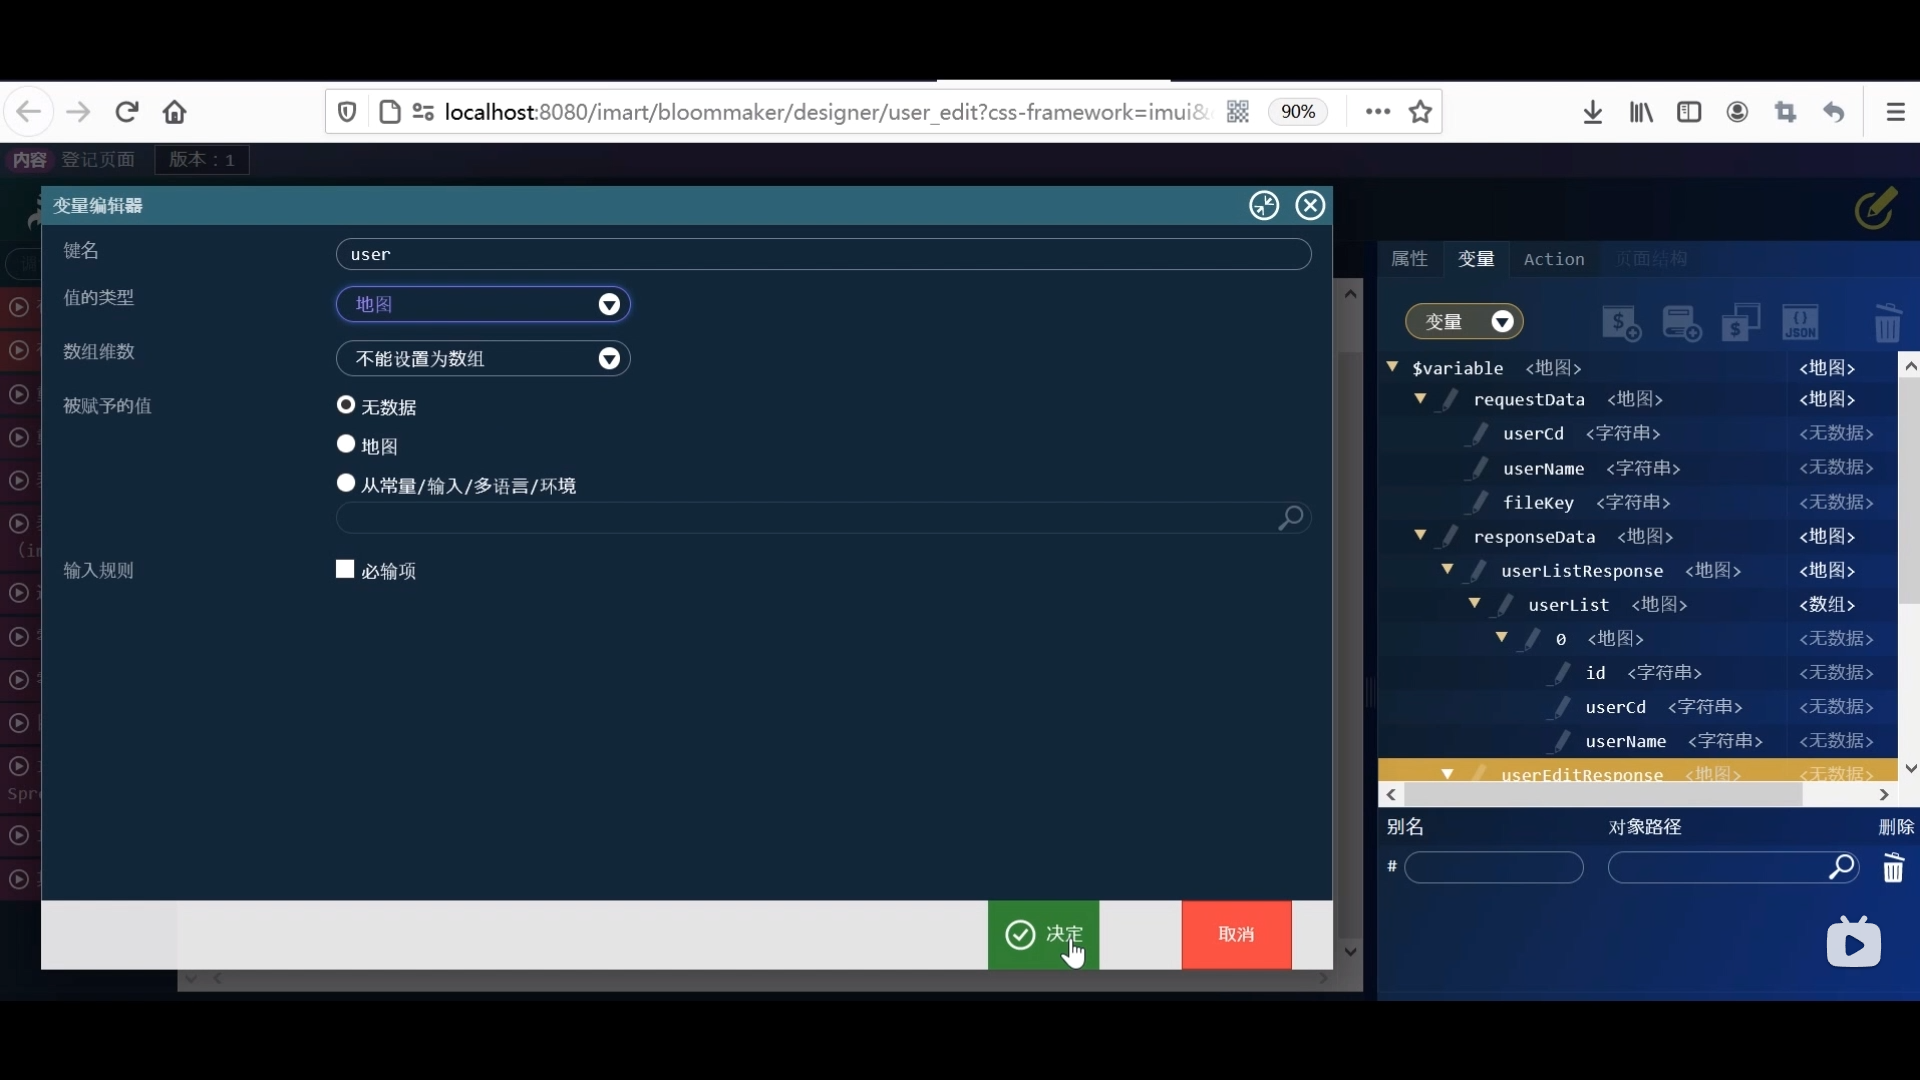 localhost:8080/imart/bloommaker/designer/user_edit?css-framework=imui&
90%
内容 登记页面 版本：1
变量编辑器
键名 user
值的类型 地图
数组维数 不能设置为数组
被赋予的值 无数据
地图
从常量/输入/多语言/环境
输入规则 必输项
决定 取消
属性 变量 Action 页面结构
变量
JSON
$variable <地图> <地图>
requestData <地图> <地图>
userCd <字符串> <无数据>
userName <字符串> <无数据>
fileKey <字符串> <无数据>
responseData <地图> <地图>
userListResponse <地图> <地图>
userList <地图> <数组>
0 <地图> <无数据>
id <字符串> <无数据>
userCd <字符串> <无数据>
userName <字符串> <无数据>
userEditResponse <地图> <无数据>
别名 对象路径 删除
#